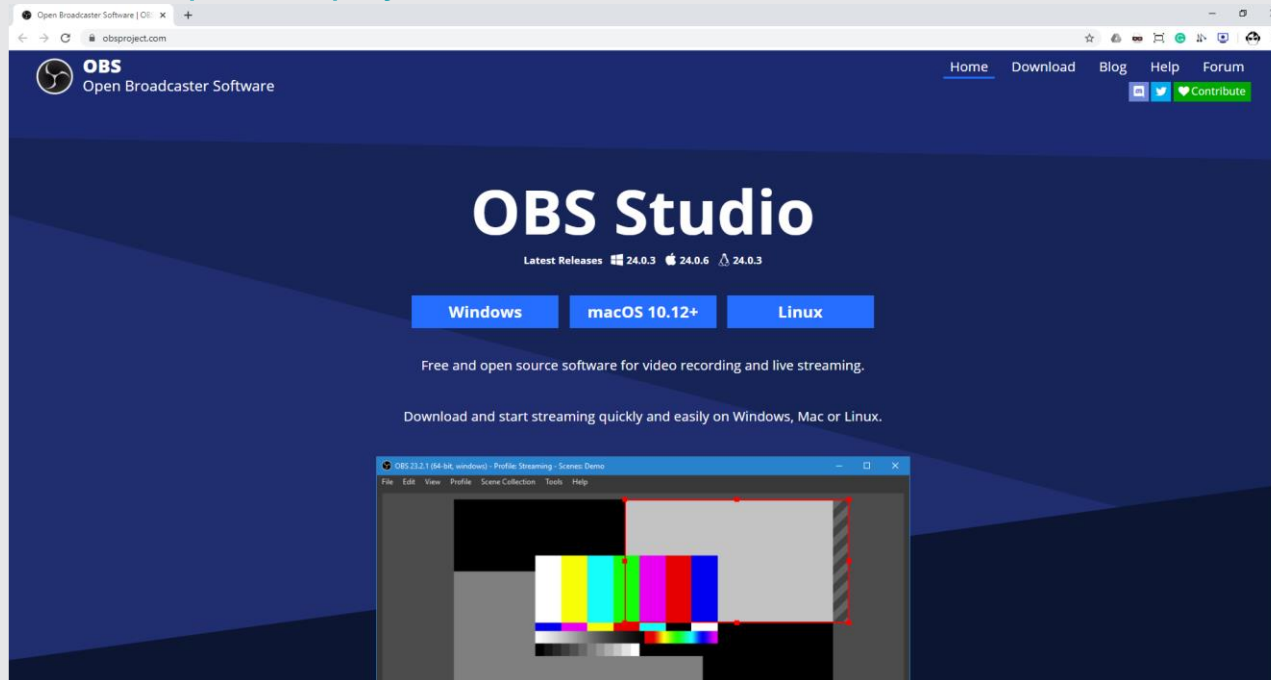 Open Broadcaster Software | OB
obsproject.com
OBS
Open Broadcaster Software
Home Download Blog Help Forum
Contribute
OBS Studio
Latest Releases 24.0.3 24.0.6 24.0.3
Windows macOS 10.12+ Linux
Free and open source software for video recording and live streaming.
Download and start streaming quickly and easily on Windows, Mac or Linux.
OBS 23.2.1 (64-bit, windows) - Profile: Streaming - Scenes: Demo
File Edit View Profile Scene Collection Tools Help